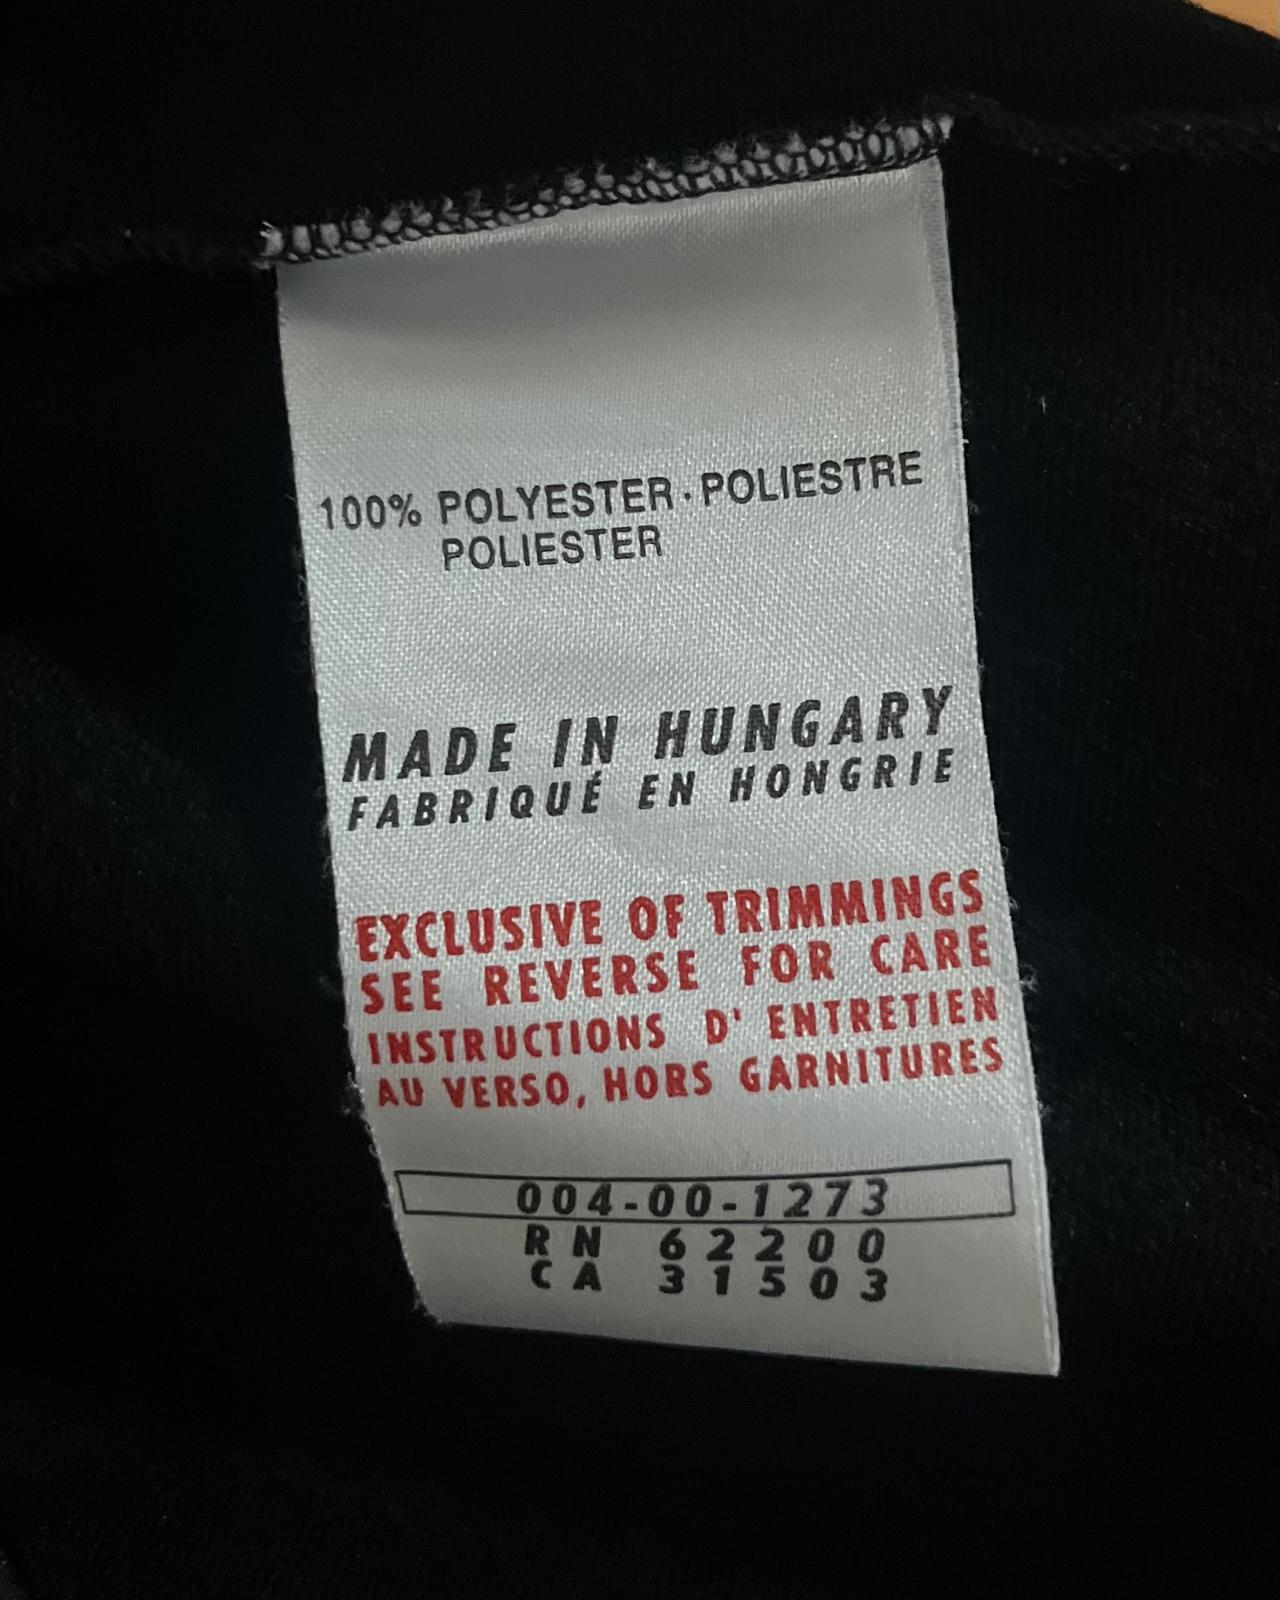 100% POLYESTER · POLIESTRE
POLIESTER
MADE IN HUNGARY
FABRIQUÉ EN HONGRIE
EXCLUSIVE OF TRIMMINGS
SEE REVERSE FOR CARE
INSTRUCTIONS D' ENTRETIEN
AU VERSO, HORS GARNITURES
004-00-1273
RN 62200
CA 31503